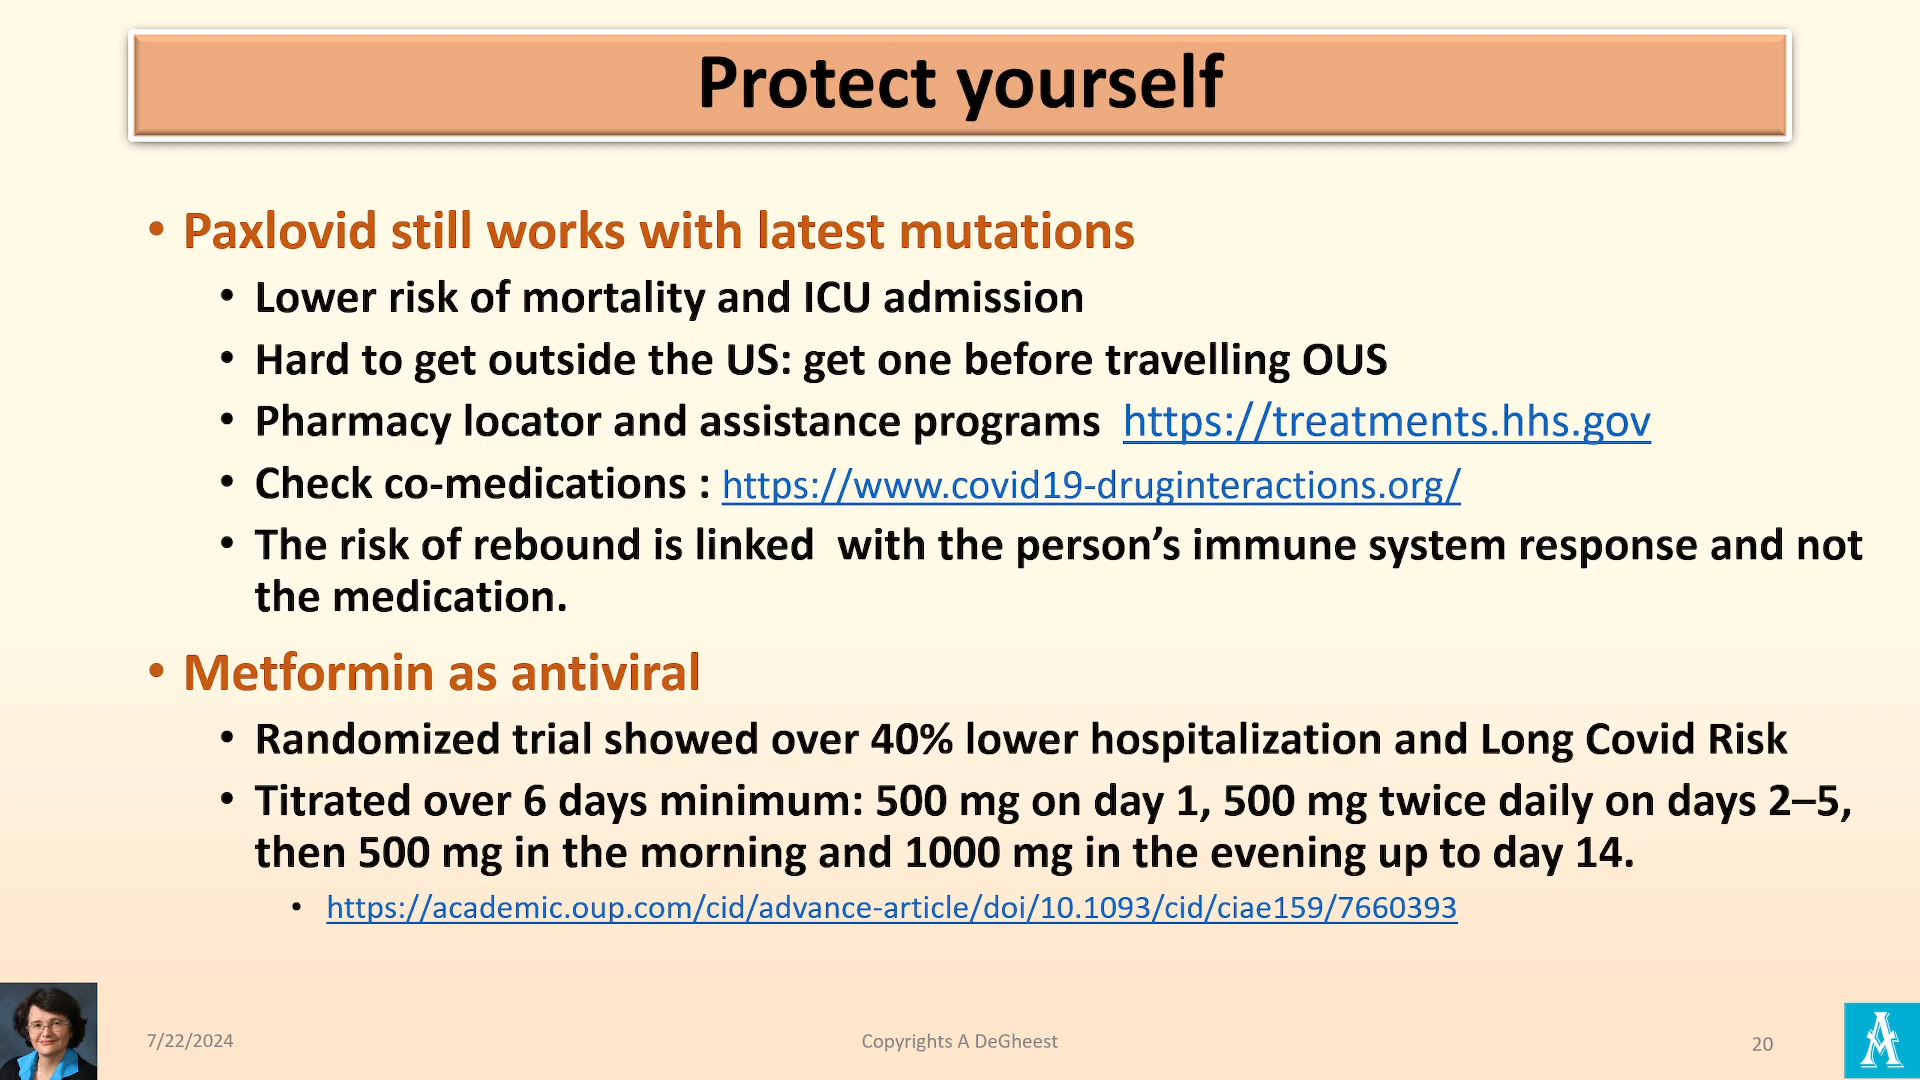 Protect yourself
• Paxlovid still works with latest mutations
• Lower risk of mortality and ICU admission
• Hard to get outside the US: get one before travelling OUS
• Pharmacy locator and assistance programs  https://treatments.hhs.gov
• Check co-medications : https://www.covid19-druginteractions.org/
• The risk of rebound is linked  with the person’s immune system response and not
the medication.
• Metformin as antiviral
• Randomized trial showed over 40% lower hospitalization and Long Covid Risk
• Titrated over 6 days minimum: 500 mg on day 1, 500 mg twice daily on days 2–5,
then 500 mg in the morning and 1000 mg in the evening up to day 14.
• https://academic.oup.com/cid/advance-article/doi/10.1093/cid/ciae159/7660393
7/22/2024
Copyrights A DeGheest
20
A